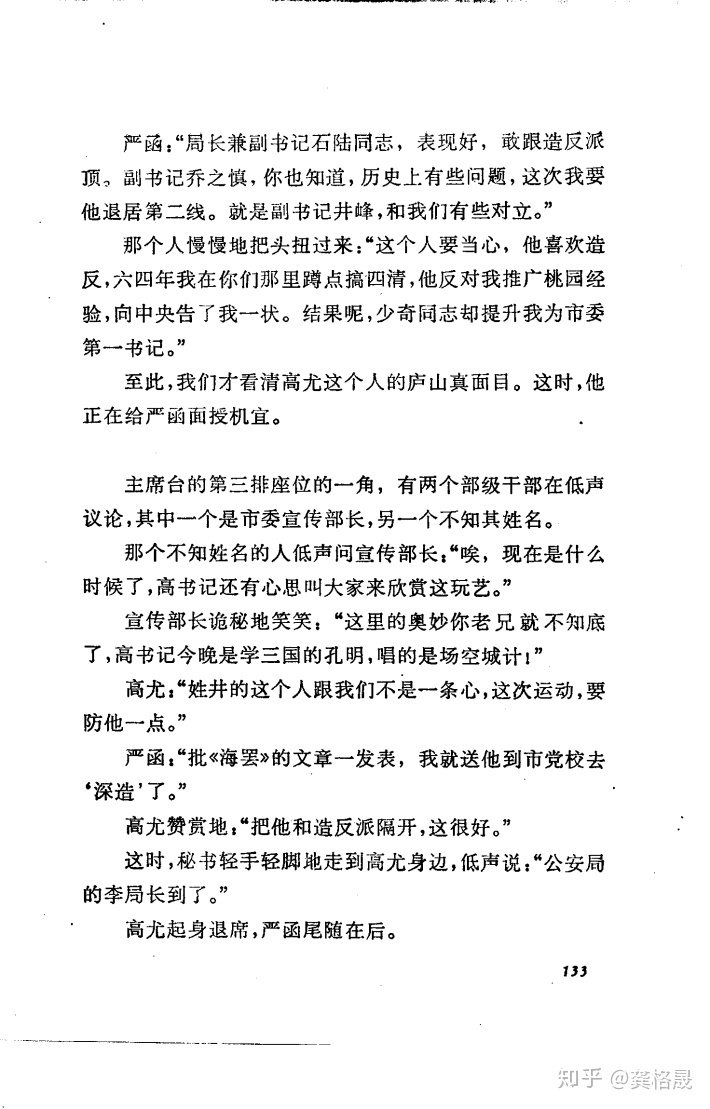 严函：“局长兼副书记石陆同志，表现好，敢跟造反派
顶。副书记乔之慎，你也知道，历史上有些问题，这次我要
他退居第二线。就是副书记井峰，和我们有些对立。”
那个人慢慢地把头扭过来：“这个人要当心，他喜欢造
反，六四年我在你们那里蹲点搞四清，他反对我推广桃园经
验，向中央告了我一状。结果呢，少奇同志却提升我为市委
第一书记。”
至此，我们才看清高尤这个人的庐山真面目。这时，他
正在给严函面授机宜。
主席台的第三排座位的一角，有两个部级干部在低声
议论，其中一个是市委宣传部长，另一个不知其姓名。
那个不知姓名的人低声问宣传部长：“唉，现在是什么
时候了，高书记还有心思叫大家来欣赏这玩艺。”
宣传部长诡秘地笑笑：“这里的奥妙你老兄就不知底
了，高书记今晚是学三国的孔明，唱的是场空城计！”
高尤：“姓井的这个人跟我们不是一条心，这次运动，要
防他一点。”
严函：“批《海罢》的文章一发表，我就送他到市党校去
‘深造’了。”
高尤赞赏地：“把他和造反派隔开，这很好。”
这时，秘书轻手轻脚地走到高尤身边，低声说：“公安局
的李局长到了。”
高尤起身退席，严函尾随在后。
133
知乎 @龚格晟